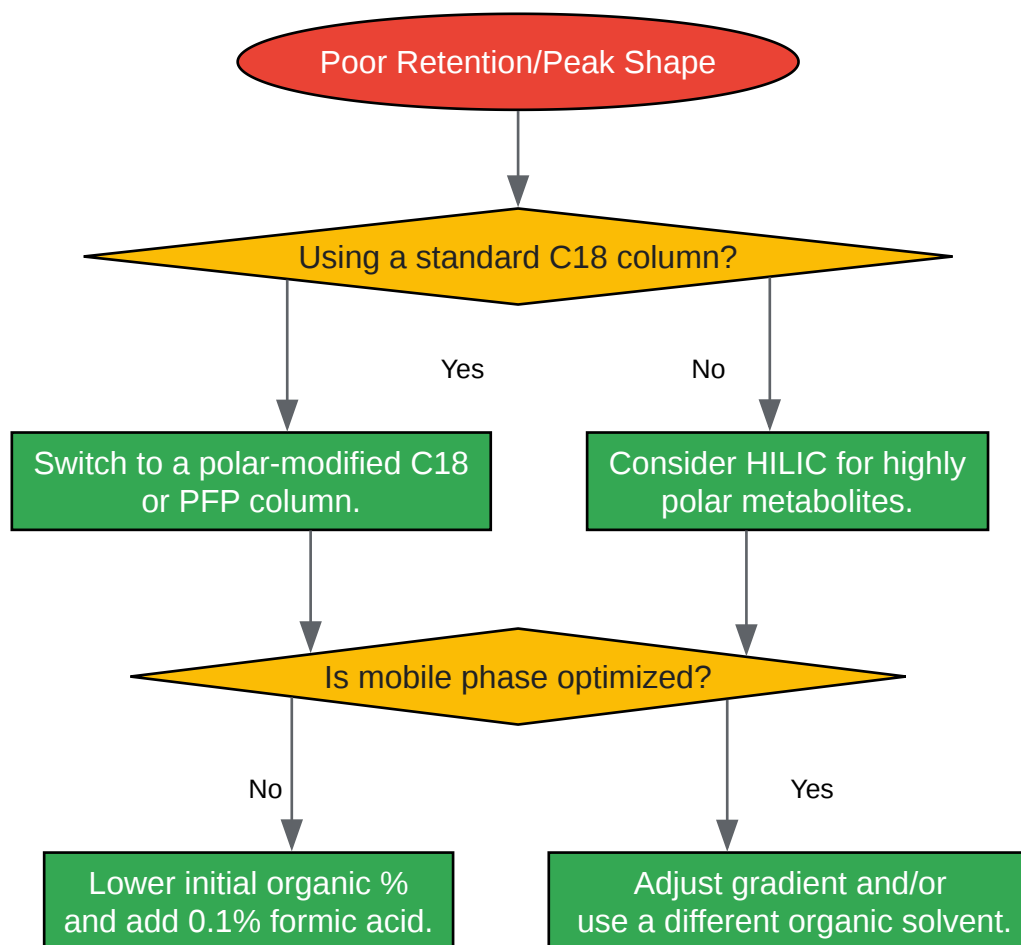 Poor Retention/Peak Shape
Using a standard C18 column?
Yes
No
Switch to a polar-modified C18
or PFP column.
Consider HILIC for highly
polar metabolites.
Is mobile phase optimized?
No
Yes
Lower initial organic %
and add 0.1% formic acid.
Adjust gradient and/or
use a different organic solvent.